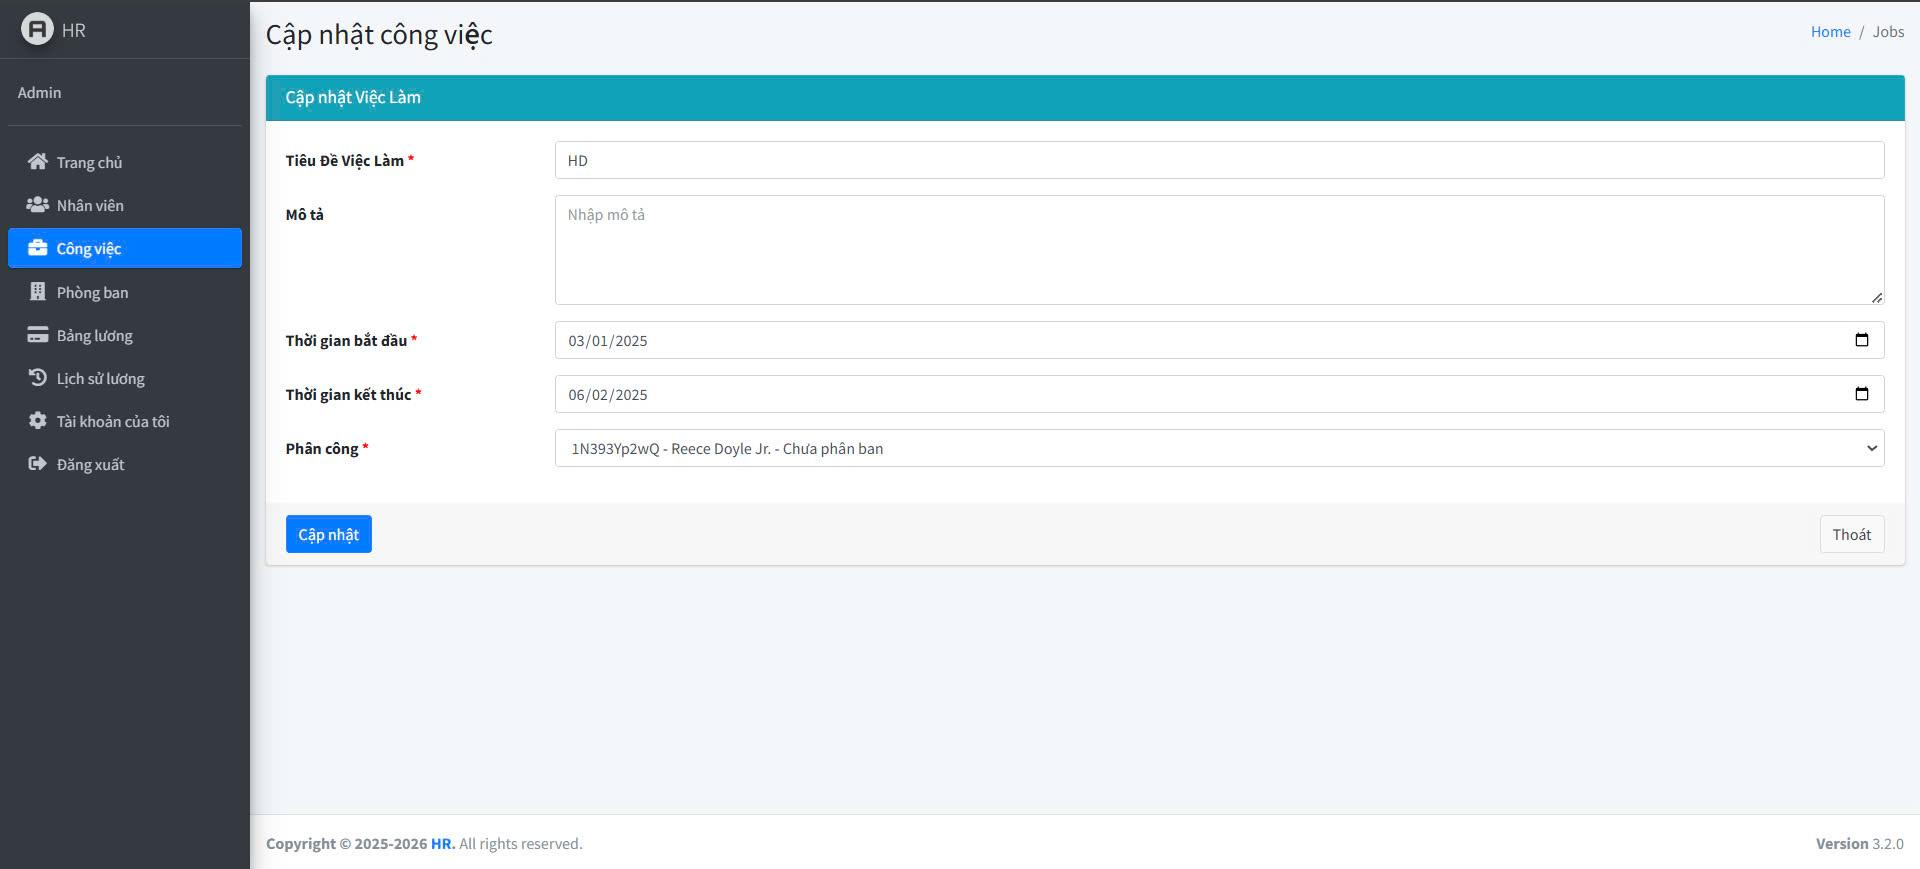 HR
Admin
Trang chủ
Nhân viên
Công việc
Phòng ban
Bảng lương
Lịch sử lương
Tài khoản của tôi
Đăng xuất
Cập nhật công việc
Home / Jobs
Cập nhật Việc Làm
Tiêu Đề Việc Làm *
HD
Mô tả
Nhập mô tả
Thời gian bắt đầu *
03/01/2025
Thời gian kết thúc *
06/02/2025
Phân công *
1N393Yp2wQ - Reece Doyle Jr. - Chưa phân ban
Cập nhật
Thoát
Copyright © 2025-2026 HR. All rights reserved.
Version 3.2.0